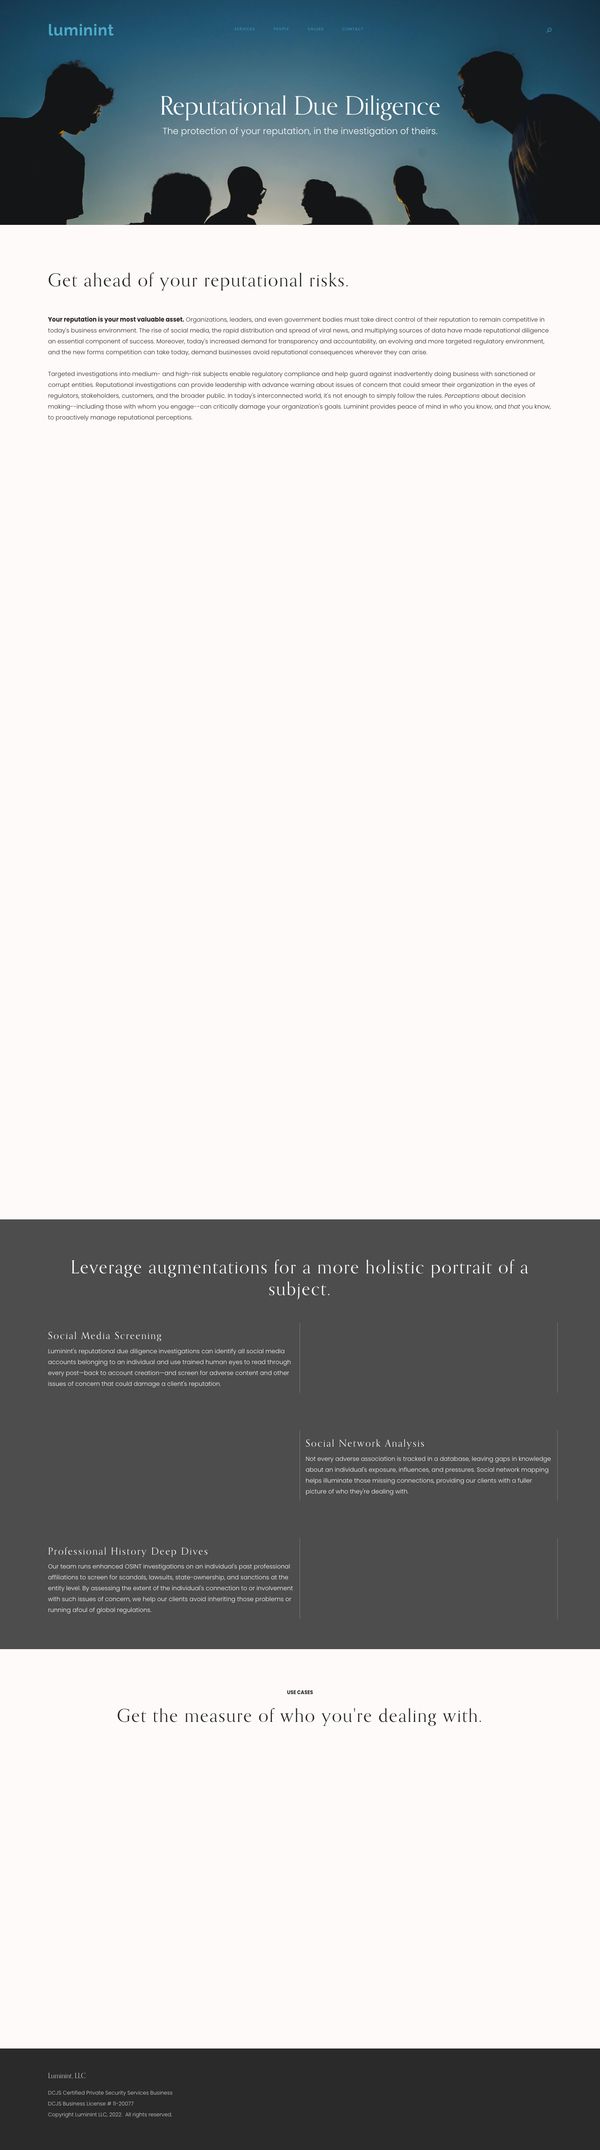 luminint
SERVICES PEOPLE VALUES CONTACT
Reputational Due Diligence
The protection of your reputation, in the investigation of theirs.
Get ahead of your reputational risks.
Your reputation is your most valuable asset. Organizations, leaders, and even government bodies must take direct control of their reputation to remain competitive in
today's business environment. The rise of social media, the rapid distribution and spread of viral news, and multiplying sources of data have made reputational diligence
an essential component of success. Moreover, today's increased demand for transparency and accountability, an evolving and more targeted regulatory environment,
and the new forms competition can take today, demand businesses avoid reputational consequences wherever they can arise.
Targeted investigations into medium- and high-risk subjects enable regulatory compliance and help guard against inadvertently doing business with sanctioned or
corrupt entities. Reputational investigations can provide leadership with advance warning about issues of concern that could smear their organization in the eyes of
regulators, stakeholders, customers, and the broader public. In today's interconnected world, it's not enough to simply follow the rules. Perceptions about decision
making--including those with whom you engage--can critically damage your organization's goals. Luminint provides peace of mind in who you know, and that you know,
to proactively manage reputational perceptions.
Leverage augmentations for a more holistic portrait of a
subject.
Social Media Screening
Luminint's reputational due diligence investigations can identify all social media
accounts belonging to an individual and use trained human eyes to read through
every post—back to account creation—and screen for adverse content and other
issues of concern that could damage a client's reputation.
Social Network Analysis
Not every adverse association is tracked in a database, leaving gaps in knowledge
about an individual's exposure, influences, and pressures. Social network mapping
helps illuminate those missing connections, providing our clients with a fuller
picture of who they're dealing with.
Professional History Deep Dives
Our team runs enhanced OSINT investigations on an individual's past professional
affiliations to screen for scandals, lawsuits, state-ownership, and sanctions at the
entity level. By assessing the extent of the individual's connection to or involvement
with such issues of concern, we help our clients avoid inheriting those problems or
running afoul of global regulations.
USE CASES
Get the measure of who you're dealing with.
Luminint, LLC
DCJS Certified Private Security Services Business
DCJS Business License # 11-20077
Copyright Luminint LLC, 2022. All rights reserved.